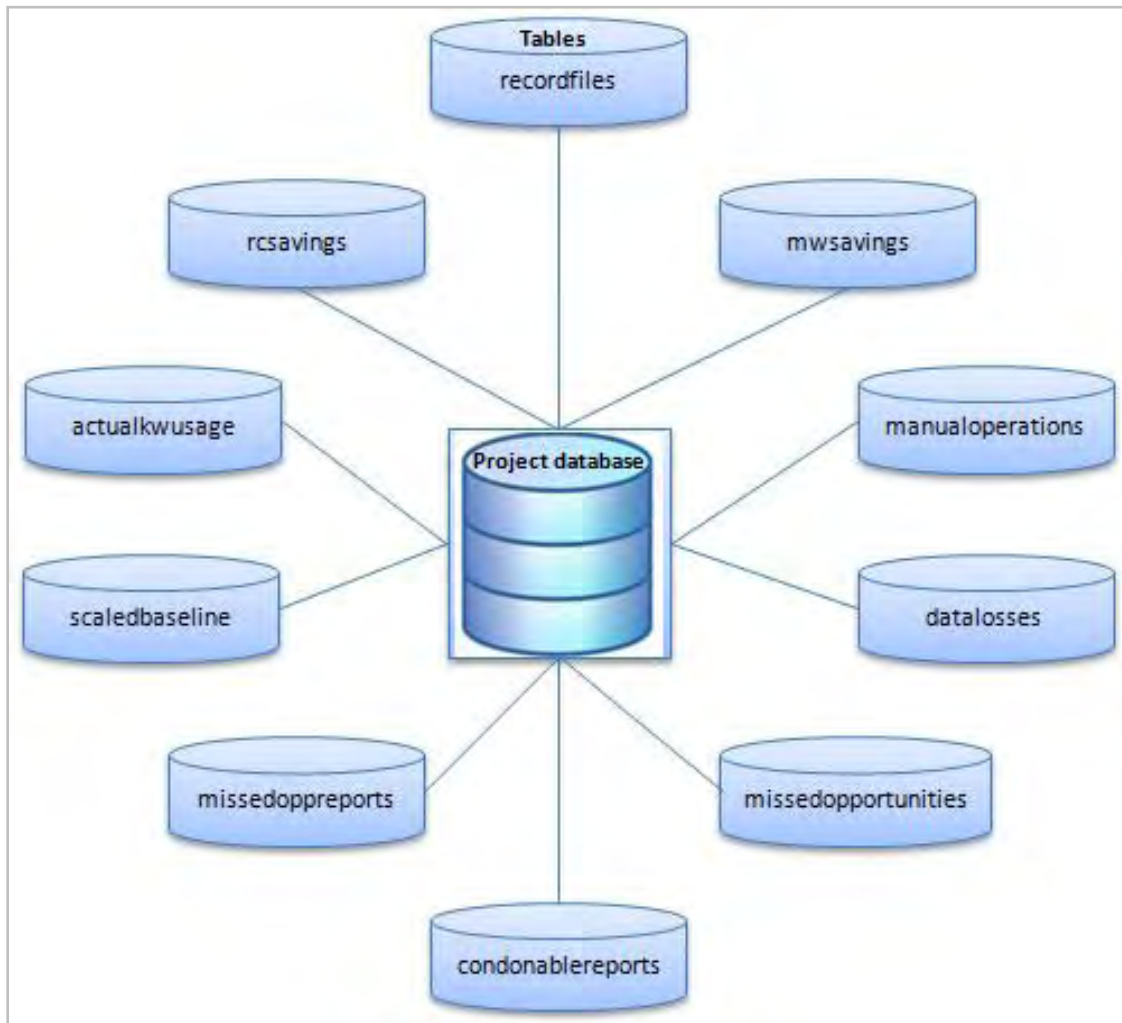 Tables
recordfiles
rcsavings
mwsavings
actualkwusage
manualoperations
Project database
scaledbaseline
datalosses
missedoppreports
missedopportunities
condonablereports